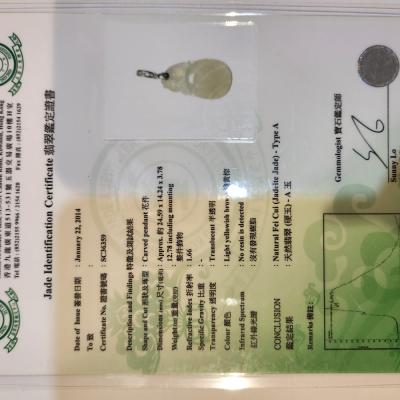 Jade Identification Certificate 翡翠鑑定證書
Date of Issue 簽發日期 : January 22, 2014
To 致 :
Certificate No. 證書號碼 : SC36359
Description and Findings 特徵及測試結果
Shape and Cut 形狀及琢型 : Carved pendant 花件
Dimensions (mm) 尺寸(毫米) : Approx. 24.59 x 14.24 x 3.78
Weight (ct) 重量 : 12.78 including mounting
Refractive Index 折射率 : 1.66
Specific Gravity 比重 : -
Transparency 透明度 : Translucent 半透明
Colour 顏色 : Light yellowish brown
Infrared Spectrum : No resin is detected
紅外線光譜 沒有發現樹脂
CONCLUSION : Natural Fei Cui (Jadeite Jade) - Type A
鑑定結果 天然翡翠 (硬玉) - A 玉
Remarks 備註:
Gemmologist 寶石鑑定師
Sunny Lo